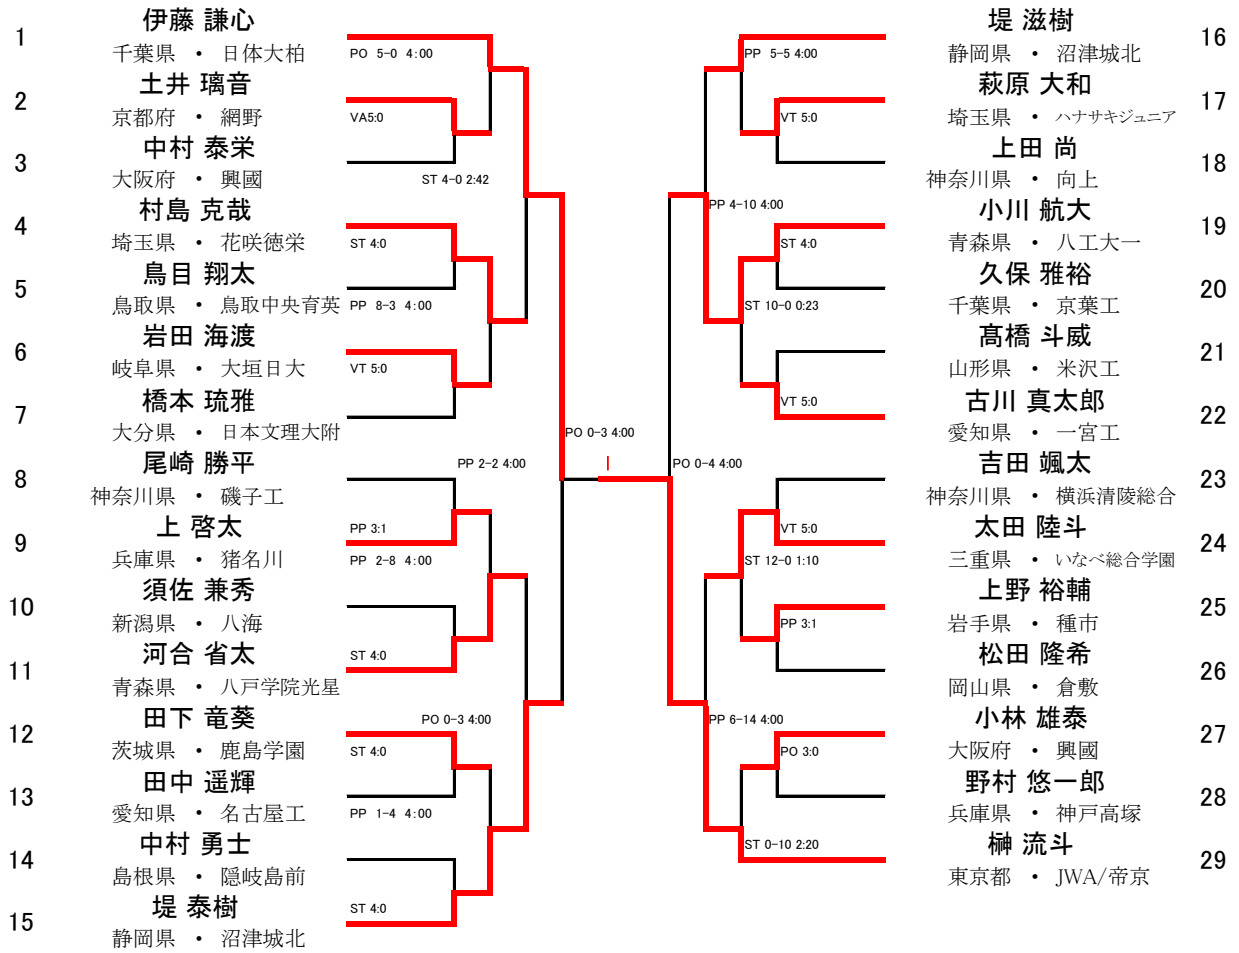 1
伊藤 謙心
千葉県 ・ 日体大柏
PO 5-0 4:00
2
土井 璃音
京都府 ・ 網野
VA5:0
3
中村 泰栄
大阪府 ・ 興國
ST 4-0 2:42
4
村島 克哉
埼玉県 ・ 花咲徳栄
ST 4:0
5
鳥目 翔太
鳥取県 ・ 鳥取中央育英
PP 8-3 4:00
6
岩田 海渡
岐阜県 ・ 大垣日大
VT 5:0
7
橋本 琉雅
大分県 ・ 日本文理大附
PO 0-3 4:00
8
尾崎 勝平
神奈川県 ・ 磯子工
PP 2-2 4:00
9
上 啓太
兵庫県 ・ 猪名川
PP 3:1
PP 2-8 4:00
10
須佐 兼秀
新潟県 ・ 八海
11
河合 省太
青森県 ・ 八戸学院光星
ST 4:0
12
田下 竜葵
茨城県 ・ 鹿島学園
PO 0-3 4:00
ST 4:0
13
田中 遥輝
愛知県 ・ 名古屋工
PP 1-4 4:00
14
中村 勇士
島根県 ・ 隠岐島前
15
堤 泰樹
静岡県 ・ 沼津城北
ST 4:0
堤 滋樹
16
静岡県 ・ 沼津城北
PP 5-5 4:00
萩原 大和
17
埼玉県 ・ ハナサキジュニア
VT 5:0
上田 尚
18
神奈川県 ・ 向上
PP 4-10 4:00
小川 航大
19
青森県 ・ 八工大一
ST 4:0
久保 雅裕
20
千葉県 ・ 京葉工
ST 10-0 0:23
髙橋 斗威
21
山形県 ・ 米沢工
古川 真太郎
22
愛知県 ・ 一宮工
VT 5:0
吉田 颯太
23
神奈川県 ・ 横浜清陵総合
PO 0-4 4:00
太田 陸斗
24
三重県 ・ いなべ総合学園
VT 5:0
ST 12-0 1:10
上野 裕輔
25
岩手県 ・ 種市
PP 3:1
松田 隆希
26
岡山県 ・ 倉敷
小林 雄泰
27
大阪府 ・ 興國
PP 6-14 4:00
PO 3:0
野村 悠一郎
28
兵庫県 ・ 神戸高塚
榊 流斗
29
東京都 ・ JWA/帝京
ST 0-10 2:20